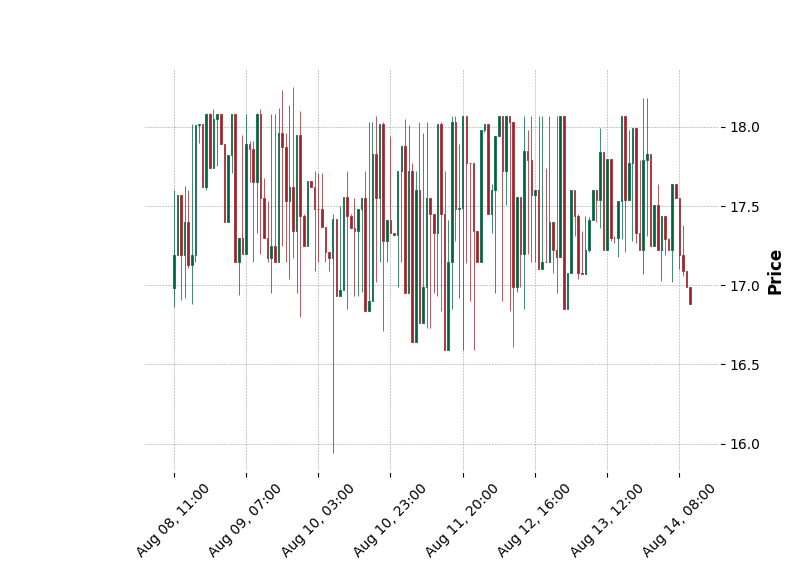 18.0
17.5
17.0
16.5
16.0
Price
Aug 08, 11:00
Aug 09, 07:00
Aug 10, 03:00
Aug 10, 23:00
Aug 11, 20:00
Aug 12, 16:00
Aug 13, 12:00
Aug 14, 08:00